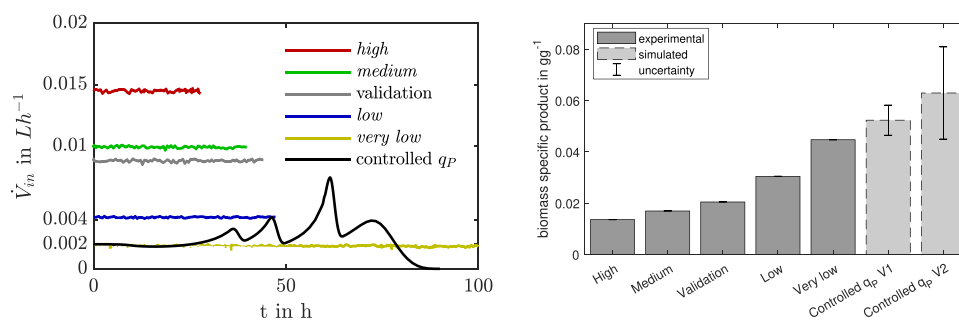 0.02
0.015
0.01
0.004
0.002
0
V̇in in Lh⁻¹
high
medium
validation
low
very low
controlled qP
0
50
100
t in h
biomass specific product in gg⁻¹
0.08
0.06
0.04
0.02
0
experimental
simulated
uncertainty
High
Medium
Validation
Low
Very low
Controlled qP V1
Controlled qP V2